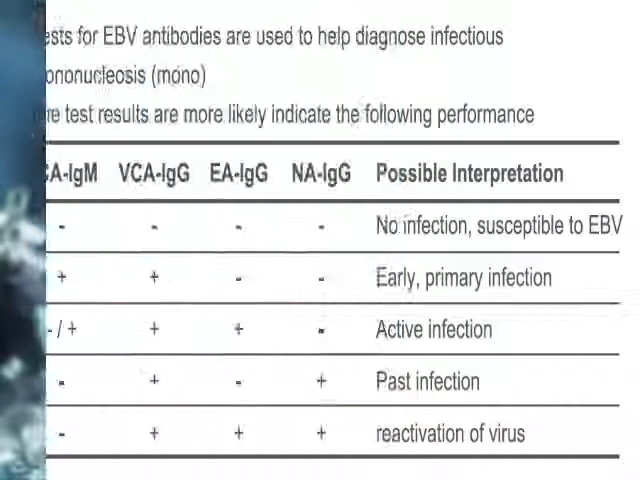 ests for EBV antibodies are used to help diagnose infectious
ononucleosis (mono)
re test results are more likely indicate the following performance
CA-IgM VCA-IgG EA-IgG NA-IgG Possible Interpretation
- - - - No infection, susceptible to EBV
+ + - - Early, primary infection
- / + + + - Active infection
- + - + Past infection
- + + + reactivation of virus